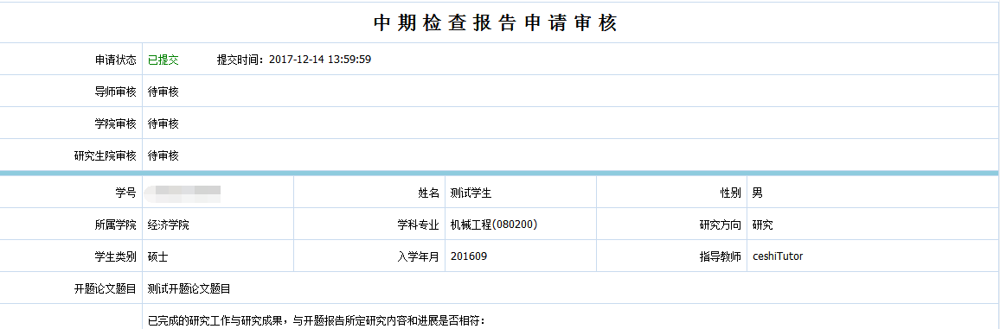 中期检查报告申请审核
申请状态 已提交 提交时间：2017-12-14 13:59:59
导师审核 待审核
学院审核 待审核
研究生院审核 待审核
学号 姓名 测试学生 性别 男
所属学院 经济学院 学科专业 机械工程(080200) 研究方向 研究
学生类别 硕士 入学年月 201609 指导教师 ceshiTutor
开题论文题目 测试开题论文题目
已完成的研究工作与研究成果，与开题报告所定研究内容和进展是否相符：